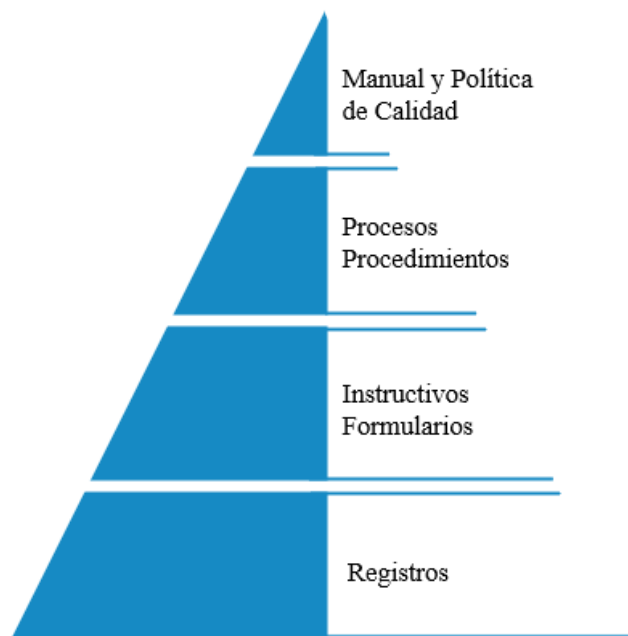 Manual y Política
de Calidad
Procesos
Procedimientos
Instructivos
Formularios
Registros